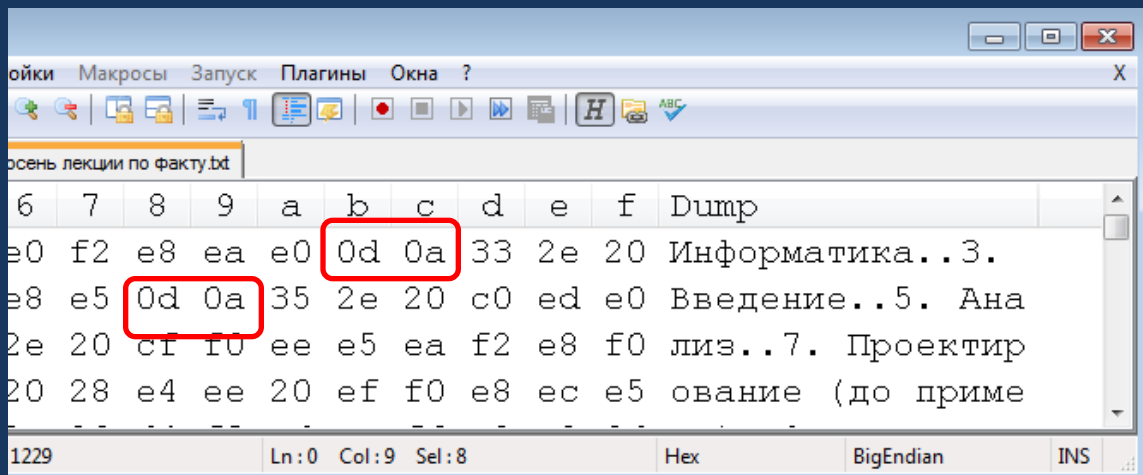 ойки Макросы Запуск Плагины Окна ? X
H ABC
осень лекции по факту.txt
6 7 8 9 a b c d e f Dump
e0 f2 e8 ea e0 0d 0a 33 2e 20 Информатика..3.
e8 e5 0d 0a 35 2e 20 c0 ed e0 Введение..5. Ана
2e 20 cf f0 ee e5 ea f2 e8 f0 лиз..7. Проектир
20 28 e4 ee 20 ef f0 e8 ec e5 ование (до приме
1229 Ln : 0 Col : 9 Sel : 8 Hex BigEndian INS